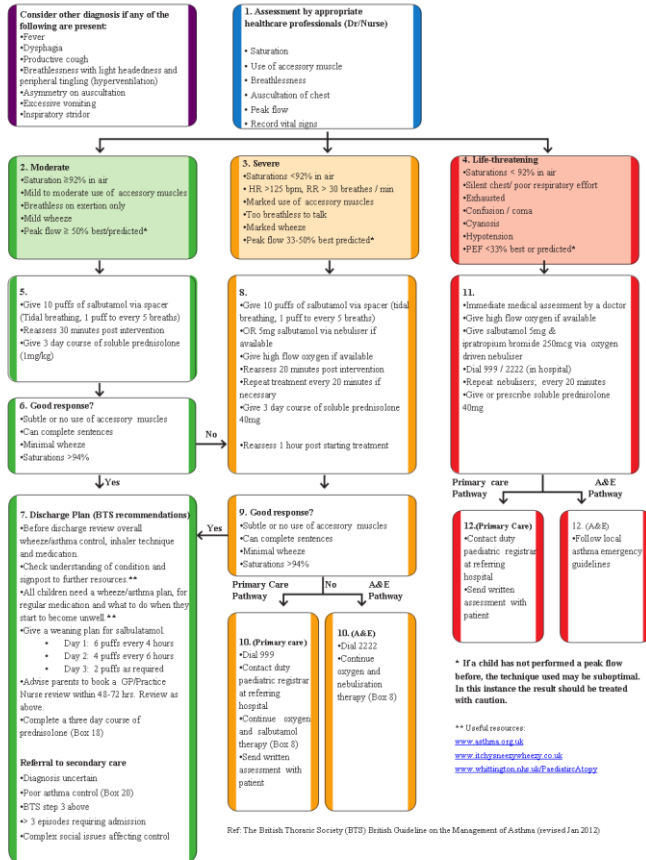 Consider other diagnosis if any of the
following are present:
•Fever
•Dysphagia
•Productive cough
•Breathlessness with light headedness and
peripheral tingling (hyperventilation)
•Asymmetry on auscultation
•Excessive vomiting
•Inspiratory stridor
1. Assessment by appropriate
healthcare professionals (Dr/Nurse)
• Saturation
• Use of accessory muscle
• Breathlessness
• Auscultation of chest
• Peak flow
• Record vital signs
2. Moderate
•Saturation ≥92% in air
•Mild to moderate use of accessory muscles
•Breathless on exertion only
•Mild wheeze
•Peak flow ≥ 50% best/predicted*
3. Severe
•Saturations <92% in air
• HR >125 bpm, RR > 30 breathes / min
•Marked use of accessory muscles
•Too breathless to talk
•Marked wheeze
•Peak flow 33-50% best predicted*
4. Life-threatening
•Saturations < 92% in air
•Silent chest/ poor respiratory effort
•Exhausted
•Confusion / coma
•Cyanosis
•Hypotension
•PEF <33% best or predicted*
5.
•Give 10 puffs of salbutamol via spacer
(Tidal breathing, 1 puff to every 5 breaths)
•Reassess 30 minutes post intervention
•Give 3 day course of soluble prednisolone
(1mg/kg)
8.
•Give 10 puffs of salbutamol via spacer (tidal
breathing, 1 puff to every 5 breaths)
•OR 5mg salbutamol via nebuliser if
available
•Give high flow oxygen if available
•Reassess 20 minutes post intervention
•Repeat treatment every 20 minutes if
necessary
•Give 3 day course of soluble prednisolone
40mg
•Reassess 1 hour post starting treatment
11.
•Immediate medical assessment by a doctor
•Give high flow oxygen if available
•Give salbutamol 5mg &
ipratropium bromide 250mcg via oxygen
driven nebuliser
•Dial 999 / 2222 (in hospital)
•Repeat nebulisers; every 20 minutes
•Give or prescribe soluble prednisolone
40mg
6. Good response?
•Subtle or no use of accessory muscles
•Can complete sentences
•Minimal wheeze
•Saturations >94%
No
Yes
Primary care
Pathway
A&E
Pathway
7. Discharge Plan (BTS recommendations)
•Before discharge review overall
wheeze/asthma control, inhaler technique
and medication.
•Check understanding of condition and
signpost to further resources.**
•All children need a wheeze/asthma plan, for
regular medication and what to do when they
start to become unwell.**
•Give a weaning plan for salbulatamol.
• Day 1: 6 puffs every 4 hours
• Day 2: 4 puffs every 6 hours
• Day 3: 2 puffs as required
•Advise parents to book a GP/Practice
Nurse review within 48-72 hrs. Review as
above.
•Complete a three day course of
prednisolone (Box 18)
Referral to secondary care
•Diagnosis uncertain
•Poor asthma control (Box 20)
•BTS step 3 above
•> 3 episodes requiring admission
•Complex social issues affecting control
Yes
9. Good response?
•Subtle or no use of accessory muscles
•Can complete sentences
•Minimal wheeze
•Saturations >94%
Primary Care
Pathway
No
A&E
Pathway
10. (Primary care)
•Dial 999
•Contact duty
paediatric registrar
at referring
hospital
•Continue oxygen
and salbutamol
therapy (Box 8)
•Send written
assessment with
patient
10. (A&E)
•Dial 2222
•Continue
oxygen and
nebulisation
therapy (Box 8)
12.(Primary Care)
•Contact duty
paediatric registrar
at referring
hospital
•Send written
assessment with
patient
12. (A&E)
•Follow local
asthma emergency
guidelines
* If a child has not performed a peak flow
before, the technique used may be suboptimal.
In this instance the result should be treated
with caution.
** Useful resources:
www.asthma.org.uk
www.itchysneezywheezy.co.uk
www.whittington.nhs.uk/PaediatircAtopy
Ref: The British Thoracic Society (BTS) British Guideline on the Management of Asthma (revised Jan 2012)